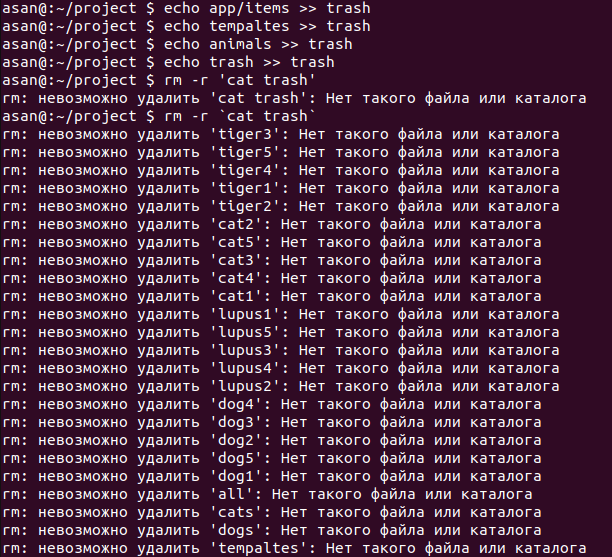 asan@:~/project $ echo app/items >> trash
asan@:~/project $ echo tempaltes >> trash
asan@:~/project $ echo animals >> trash
asan@:~/project $ echo trash >> trash
asan@:~/project $ rm -r 'cat trash'
rm: невозможно удалить 'cat trash': Нет такого файла или каталога
asan@:~/project $ rm -r `cat trash`
rm: невозможно удалить 'tiger3': Нет такого файла или каталога
rm: невозможно удалить 'tiger5': Нет такого файла или каталога
rm: невозможно удалить 'tiger4': Нет такого файла или каталога
rm: невозможно удалить 'tiger1': Нет такого файла или каталога
rm: невозможно удалить 'tiger2': Нет такого файла или каталога
rm: невозможно удалить 'cat2': Нет такого файла или каталога
rm: невозможно удалить 'cat5': Нет такого файла или каталога
rm: невозможно удалить 'cat3': Нет такого файла или каталога
rm: невозможно удалить 'cat4': Нет такого файла или каталога
rm: невозможно удалить 'cat1': Нет такого файла или каталога
rm: невозможно удалить 'lupus1': Нет такого файла или каталога
rm: невозможно удалить 'lupus5': Нет такого файла или каталога
rm: невозможно удалить 'lupus3': Нет такого файла или каталога
rm: невозможно удалить 'lupus4': Нет такого файла или каталога
rm: невозможно удалить 'lupus2': Нет такого файла или каталога
rm: невозможно удалить 'dog4': Нет такого файла или каталога
rm: невозможно удалить 'dog3': Нет такого файла или каталога
rm: невозможно удалить 'dog2': Нет такого файла или каталога
rm: невозможно удалить 'dog5': Нет такого файла или каталога
rm: невозможно удалить 'dog1': Нет такого файла или каталога
rm: невозможно удалить 'all': Нет такого файла или каталога
rm: невозможно удалить 'cats': Нет такого файла или каталога
rm: невозможно удалить 'dogs': Нет такого файла или каталога
rm: невозможно удалить 'tempaltes': Нет такого файла или каталога